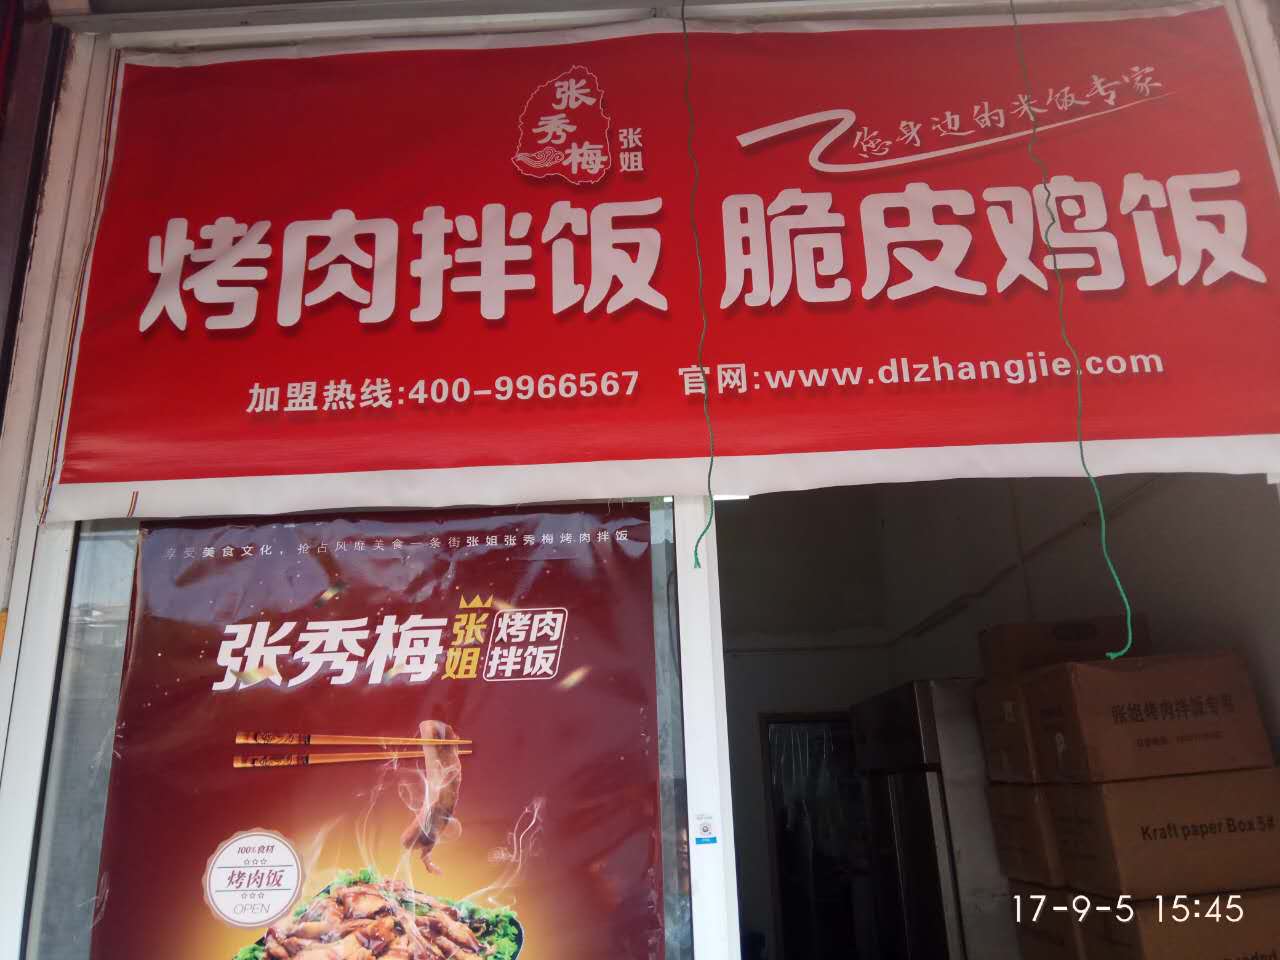 张秀梅
张姐
您身边的米饭专家
烤肉拌饭 脆皮鸡饭
加盟热线:400-9966567 官网:www.dlzhangjie.com
享受美食文化，抢占风靡美食一条街张姐张秀梅烤肉拌饭
张秀梅
张姐
烤肉
拌饭
100%食材
烤肉饭
OPEN
张姐烤肉拌饭专用
Kraft paper Box 5#
17-9-5 15:45